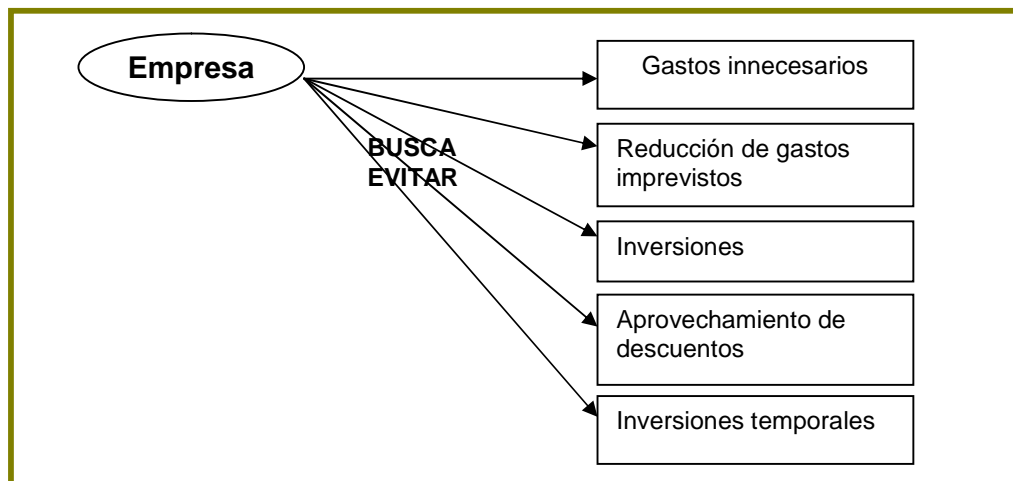 Empresa
BUSCA
EVITAR
Gastos innecesarios
Reducción de gastos
imprevistos
Inversiones
Aprovechamiento de
descuentos
Inversiones temporales